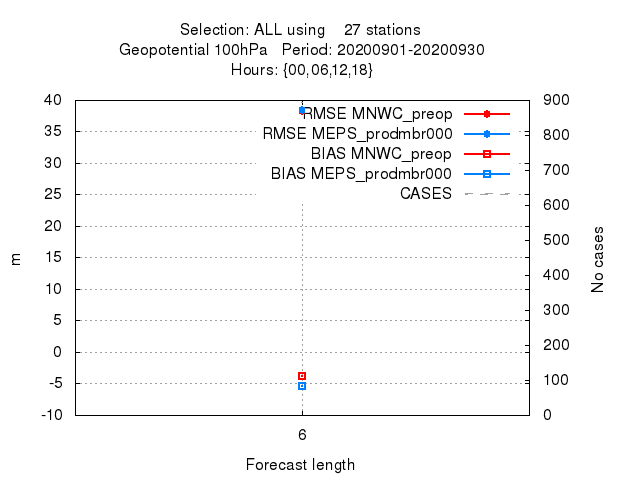 Selection: ALL using 27 stations
Geopotential 100hPa Period: 20200901-20200930
Hours: {00,06,12,18}
40 900
RMSE MNWC_preop
35 800
RMSE MEPS_prodmbr000
30 700
BIAS MNWC_preop
BIAS MEPS_prodmbr000
25 600
CASES
20 500
15 400
m
No cases
10 300
5 200
0
-5 100
-10 0
6
Forecast length